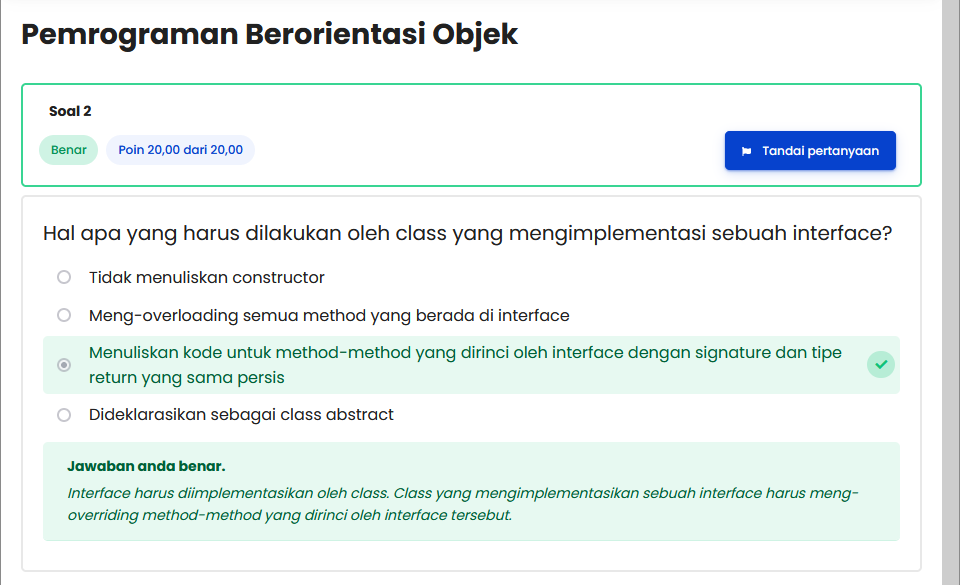 Pemrograman Berorientasi Objek
Soal 2
Benar
Poin 20,00 dari 20,00
Tandai pertanyaan
Hal apa yang harus dilakukan oleh class yang mengimplementasi sebuah interface?
Tidak menuliskan constructor
Meng-overloading semua method yang berada di interface
Menuliskan kode untuk method-method yang dirinci oleh interface dengan signature dan tipe
return yang sama persis
Dideklarasikan sebagai class abstract
Jawaban anda benar.
Interface harus diimplementasikan oleh class. Class yang mengimplementasikan sebuah interface harus meng-
overriding method-method yang dirinci oleh interface tersebut.